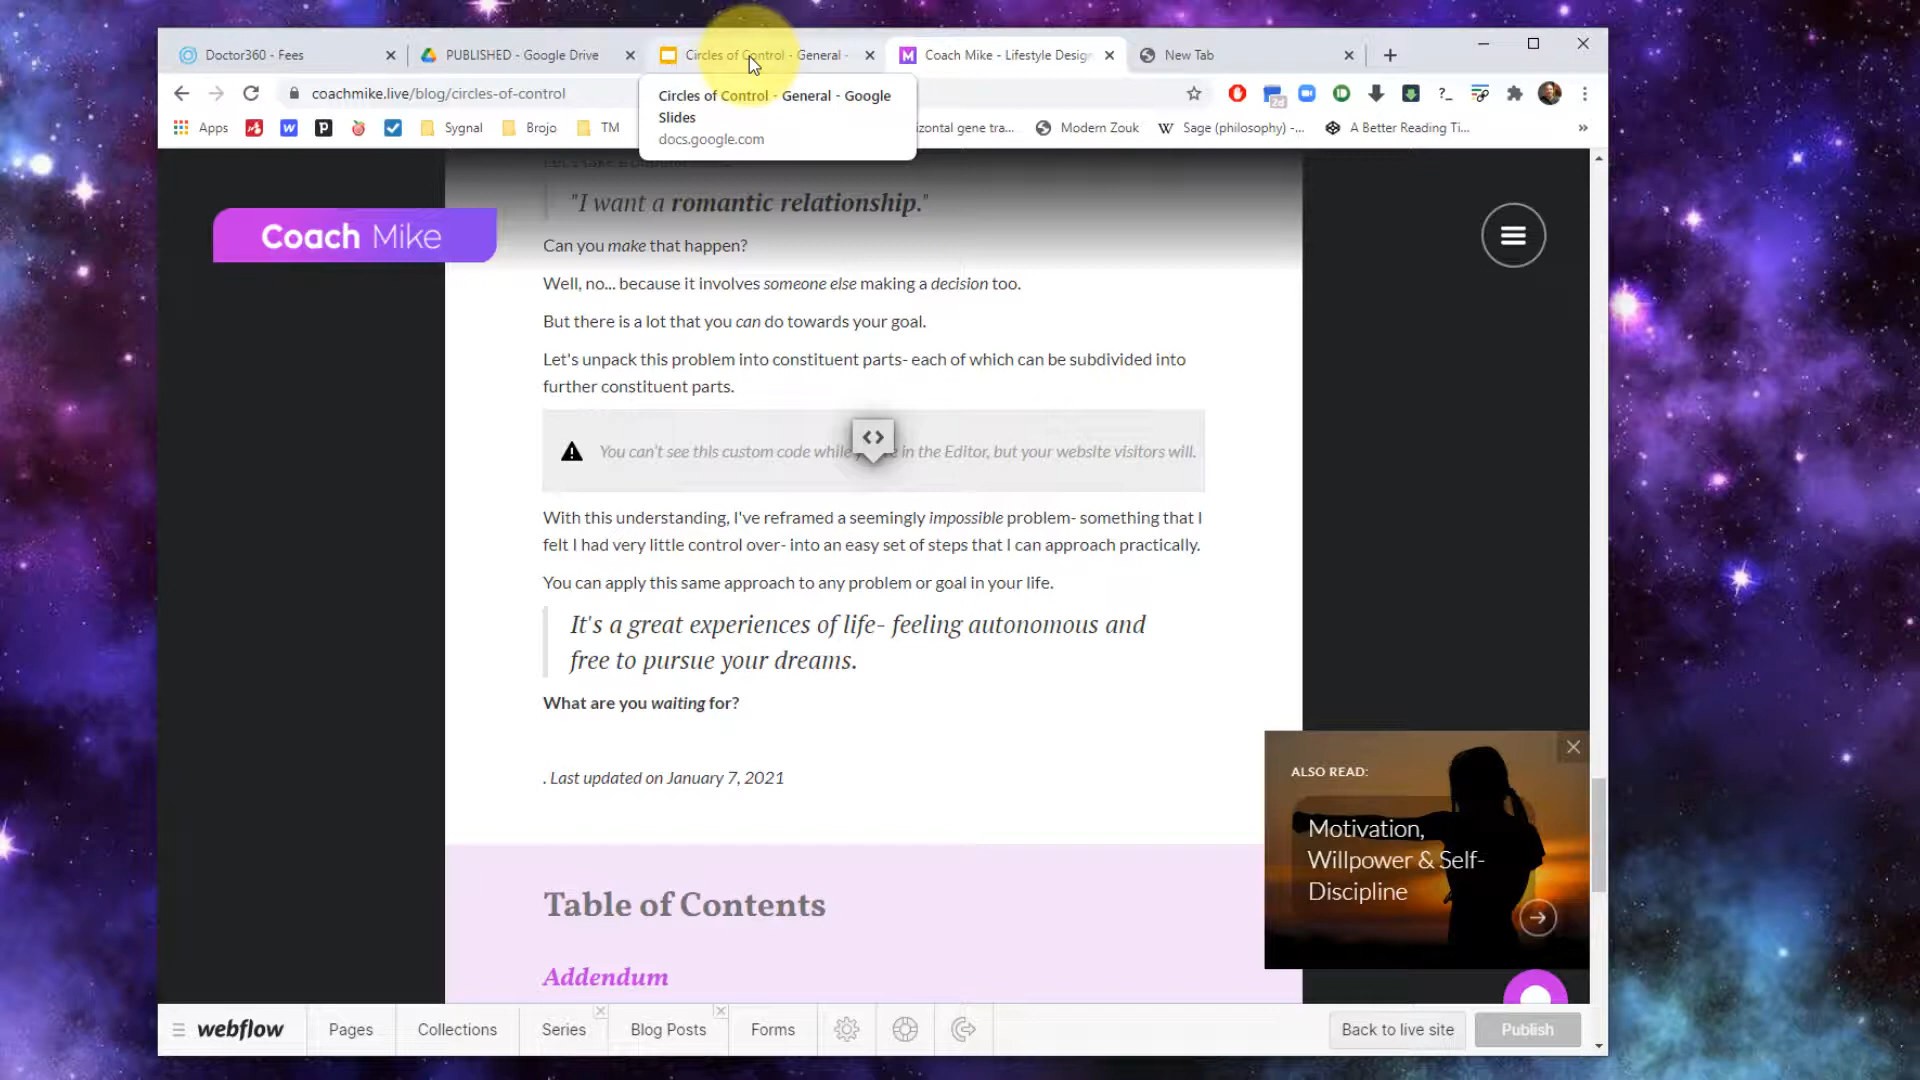 Doctor360 - Fees
PUBLISHED - Google Drive
Circles of Control - General -
Coach Mike - Lifestyle Design
New Tab
coachmike.live/blog/circles-of-control
Circles of Control - General - Google
Slides
docs.google.com
2d
Apps
Sygnal
Brojo
TM
izontal gene tra...
Modern Zouk
Sage (philosophy) -...
A Better Reading Ti...
Coach Mike
"I want a romantic relationship."
Can you make that happen?
Well, no... because it involves someone else making a decision too.
But there is a lot that you can do towards your goal.
Let's unpack this problem into constituent parts- each of which can be subdivided into
further constituent parts.
You can't see this custom code while in the Editor, but your website visitors will.
With this understanding, I've reframed a seemingly impossible problem- something that I
felt I had very little control over- into an easy set of steps that I can approach practically.
You can apply this same approach to any problem or goal in your life.
It's a great experiences of life- feeling autonomous and
free to pursue your dreams.
What are you waiting for?
. Last updated on January 7, 2021
ALSO READ:
Motivation,
Willpower & Self-
Discipline
Table of Contents
Addendum
webflow
Pages
Collections
Series
Blog Posts
Forms
Back to live site
Publish